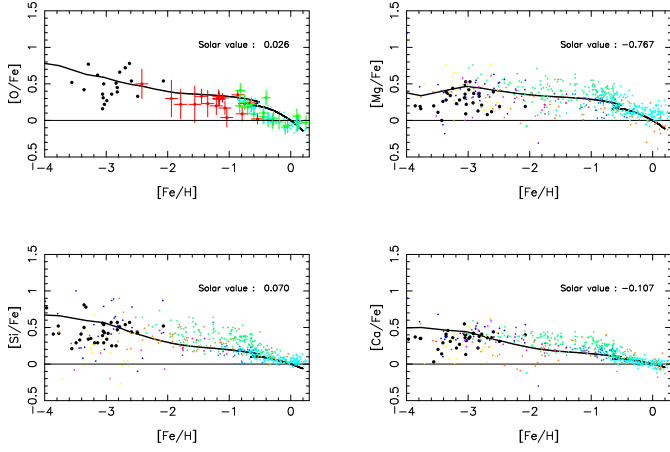 1.5
1
0.5
0
0.5
[O/Fe]
Solar value : 0.026
−4 −3 −2 −1 0
[Fe/H]
1.5
1
0.5
0
0.5
[Mg/Fe]
Solar value : −0.767
−4 −3 −2 −1 0
[Fe/H]
1.5
1
0.5
0
0.5
[Si/Fe]
Solar value : 0.070
−4 −3 −2 −1 0
[Fe/H]
1.5
1
0.5
0
0.5
[Ca/Fe]
Solar value : −0.107
−4 −3 −2 −1 0
[Fe/H]